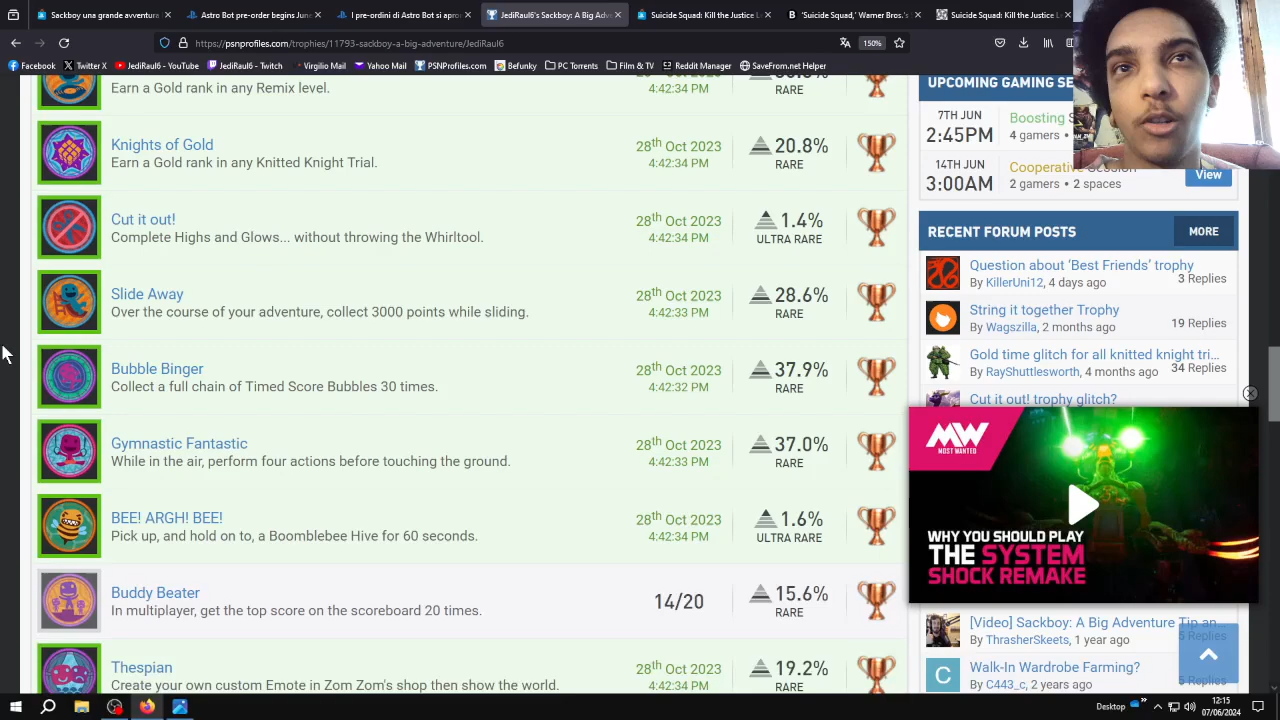 Sackboy una grande avventura
Astro Bot pre-order begins June
I pre-ordini di Astro Bot si apro
JediRaul6's Sackboy: A Big Adv
Suicide Squad: Kill the Justice L
'Suicide Squad,' Warner Bros.'s
Suicide Squad: Kill the Justice L
https://psnprofiles.com/trophies/11793-sackboy-a-big-adventure/JediRaul6
150%
Facebook
Twitter X
JediRaul6 - YouTube
JediRaul6 - Twitch
Virgilio Mail
Yahoo Mail
PSNProfiles.com
Befunky
PC Torrents
Film & TV
Reddit Manager
SaveFrom.net Helper
Earn a Gold rank in any Remix level.
4:42:34 PM
RARE
Knights of Gold
Earn a Gold rank in any Knitted Knight Trial.
28th Oct 2023
4:42:34 PM
20.8%
RARE
Cut it out!
Complete Highs and Glows... without throwing the Whirltool.
28th Oct 2023
4:42:34 PM
1.4%
ULTRA RARE
Slide Away
Over the course of your adventure, collect 3000 points while sliding.
28th Oct 2023
4:42:33 PM
28.6%
RARE
Bubble Binger
Collect a full chain of Timed Score Bubbles 30 times.
28th Oct 2023
4:42:32 PM
37.9%
RARE
Gymnastic Fantastic
While in the air, perform four actions before touching the ground.
28th Oct 2023
4:42:33 PM
37.0%
RARE
BEE! ARGH! BEE!
Pick up, and hold on to, a Boomblebee Hive for 60 seconds.
28th Oct 2023
4:42:34 PM
1.6%
ULTRA RARE
Buddy Beater
In multiplayer, get the top score on the scoreboard 20 times.
14/20
15.6%
RARE
Thespian
Create your own custom Emote in Zom Zom's shop then show the world.
28th Oct 2023
4:42:34 PM
19.2%
RARE
UPCOMING GAMING SE
7TH JUN
2:45PM
Boosting S
4 gamers •
14TH JUN
3:00AM
Cooperative Session
2 gamers • 2 spaces
View
RECENT FORUM POSTS
MORE
Question about 'Best Friends' trophy
By KillerUni12, 4 days ago
3 Replies
String it together Trophy
By Wagszilla, 2 months ago
19 Replies
Gold time glitch for all knitted knight tri...
By RayShuttlesworth, 4 months ago
34 Replies
Cut it out! trophy glitch?
MW
MOST WANTED
WHY YOU SHOULD PLAY
THE SYSTEM
SHOCK REMAKE
[Video] Sackboy: A Big Adventure Tip an...
By ThrasherSkeets, 1 year ago
5 Replies
Walk-In Wardrobe Farming?
C
By C443_c, 2 years ago
5 Replies
Desktop
12:15
07/06/2024